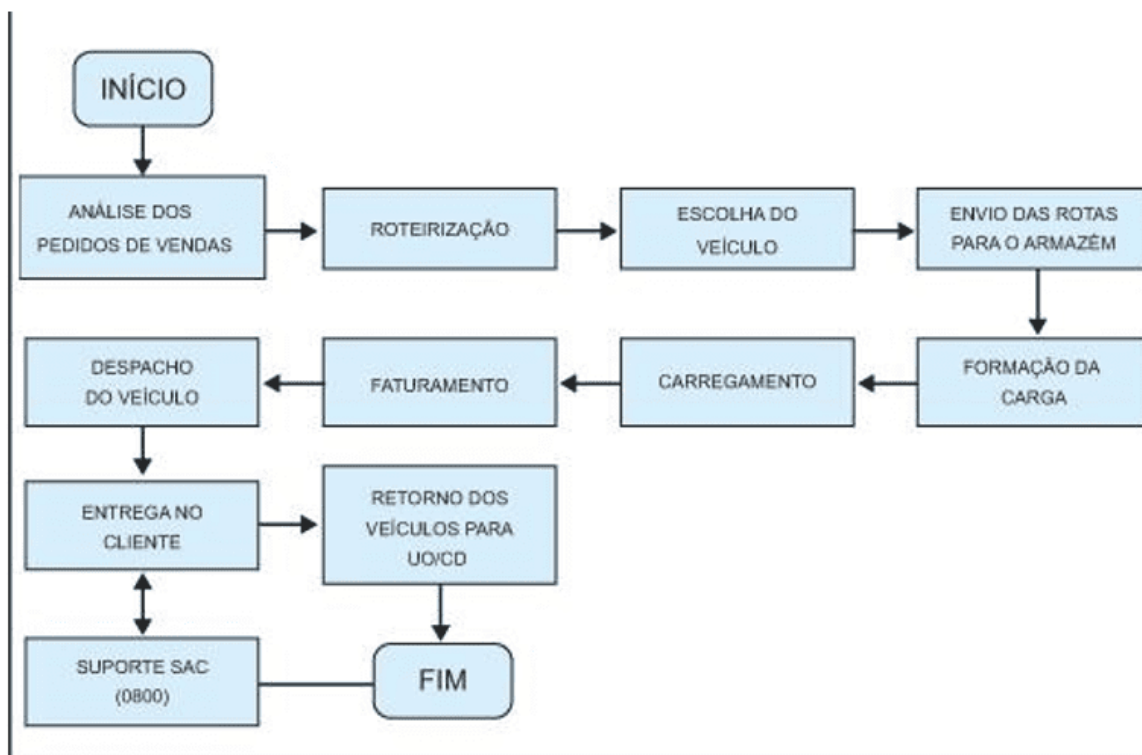 INÍCIO
ANÁLISE DOS
PEDIDOS DE VENDAS
ROTEIRIZAÇÃO
ESCOLHA DO
VEÍCULO
ENVIO DAS ROTAS
PARA O ARMAZÉM
DESPACHO
DO VEÍCULO
FATURAMENTO
CARREGAMENTO
FORMAÇÃO DA
CARGA
ENTREGA NO
CLIENTE
RETORNO DOS
VEÍCULOS PARA
UO/CD
SUPORTE SAC
(0800)
FIM